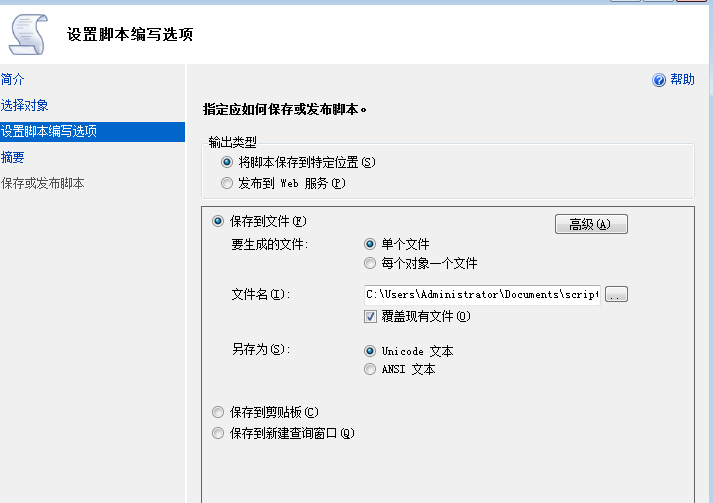 设置脚本编写选项
简介
选择对象
设置脚本编写选项
摘要
保存或发布脚本
帮助
指定应如何保存或发布脚本。
输出类型
将脚本保存到特定位置(S)
发布到 Web 服务(P)
保存到文件(F)
高级(A)
要生成的文件:
单个文件
每个对象一个文件
文件名(I):
C:\Users\Administrator\Documents\script
...
覆盖现有文件(O)
另存为(S):
Unicode 文本
ANSI 文本
保存到剪贴板(C)
保存到新建查询窗口(Q)